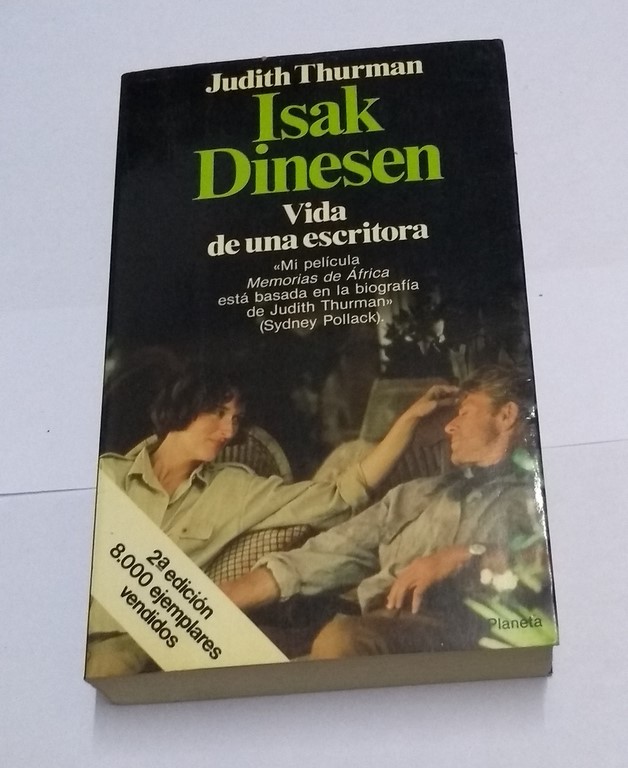 Judith Thurman
Isak
Dinesen
Vida
de una escritora
«Mi película
Memorias de África
está basada en la biografía
de Judith Thurman»
(Sydney Pollack).
2ª edición
8.000 ejemplares
vendidos
Planeta